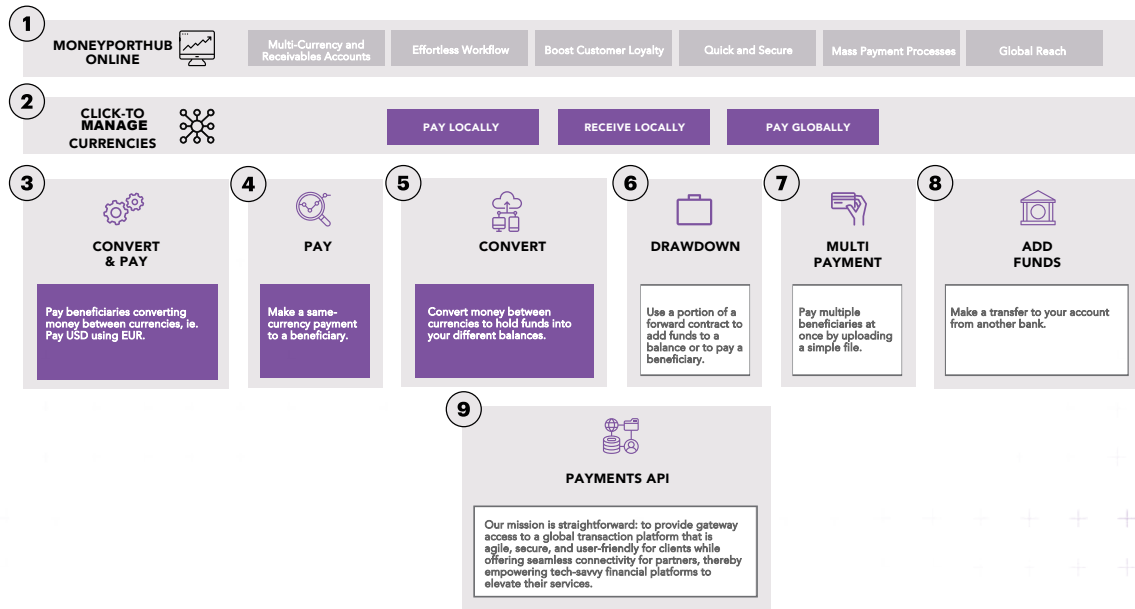 1
MONEYPORTHUB
ONLINE
Multi-Currency and
Receivables Accounts
Effortless Workflow
Boost Customer Loyalty
Quick and Secure
Mass Payment Processes
Global Reach
2
CLICK-TO
MANAGE
CURRENCIES
PAY LOCALLY
RECEIVE LOCALLY
PAY GLOBALLY
3
CONVERT
& PAY
Pay beneficiaries converting
money between currencies, ie.
Pay USD using EUR.
4
PAY
Make a same-
currency payment
to a beneficiary.
5
CONVERT
Convert money between
currencies to hold funds into
your different balances.
6
DRAWDOWN
Use a portion of a
forward contract to
add funds to a
balance or to pay a
beneficiary.
7
MULTI
PAYMENT
Pay multiple
beneficiaries at
once by uploading
a simple file.
8
ADD
FUNDS
Make a transfer to your account
from another bank.
9
PAYMENTS API
Our mission is straightforward: to provide gateway
access to a global transaction platform that is
agile, secure, and user-friendly for clients while
offering seamless connectivity for partners, thereby
empowering tech-savvy financial platforms to
elevate their services.